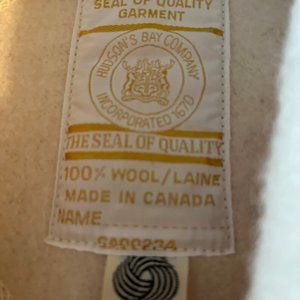 SEAL OF QUALITY
GARMENT
HUDSON'S BAY COMPANY
INCORPORATED 1670
THE SEAL OF QUALITY
100% WOOL/LAINE
MADE IN CANADA
NAME
CA00234